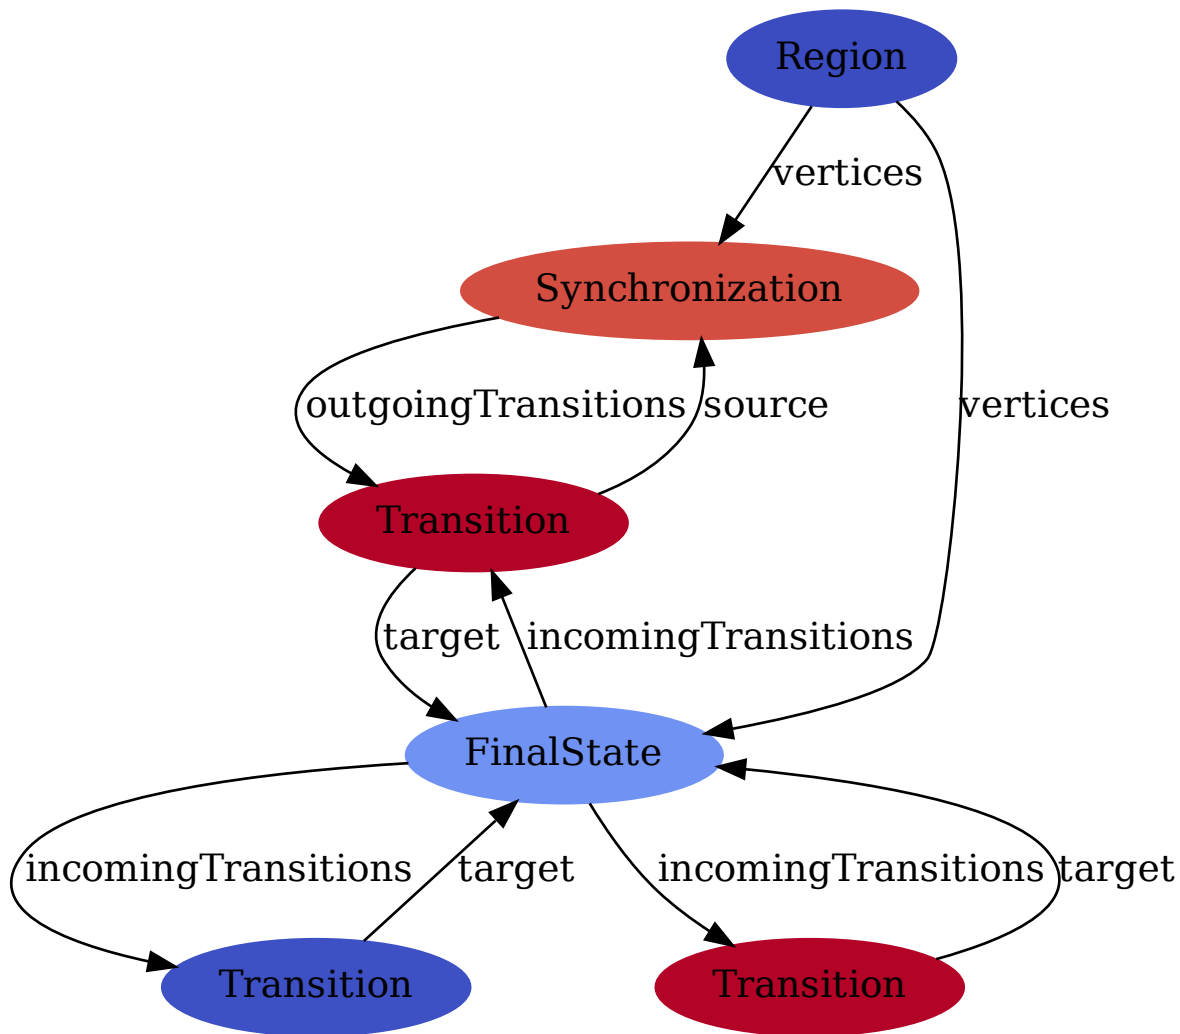 Region
vertices
Synchronization
outgoingTransitions
source
vertices
Transition
target
incomingTransitions
FinalState
incomingTransitions
target
incomingTransitions
target
Transition
Transition